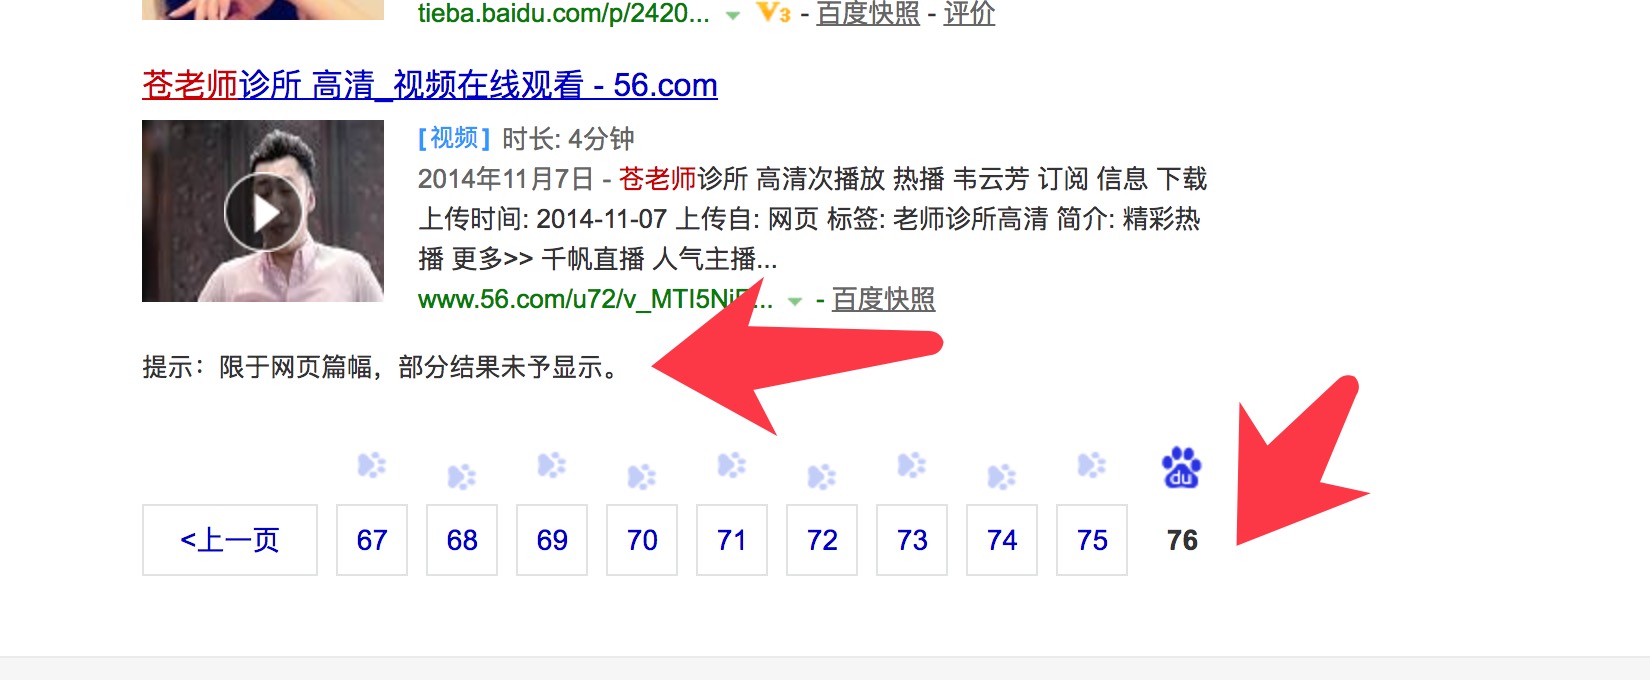 tieba.baidu.com/p/2420... V3 - 百度快照 - 评价
苍老师诊所 高清_视频在线观看 - 56.com
[视频] 时长: 4分钟
2014年11月7日 - 苍老师诊所 高清次播放 热播 韦云芳 订阅 信息 下载
上传时间: 2014-11-07 上传自: 网页 标签: 老师诊所高清 简介: 精彩热
播 更多>> 千帆直播 人气主播...
www.56.com/u72/v_MTI5Nj... - 百度快照
提示：限于网页篇幅，部分结果未予显示。
du
<上一页 67 68 69 70 71 72 73 74 75 76